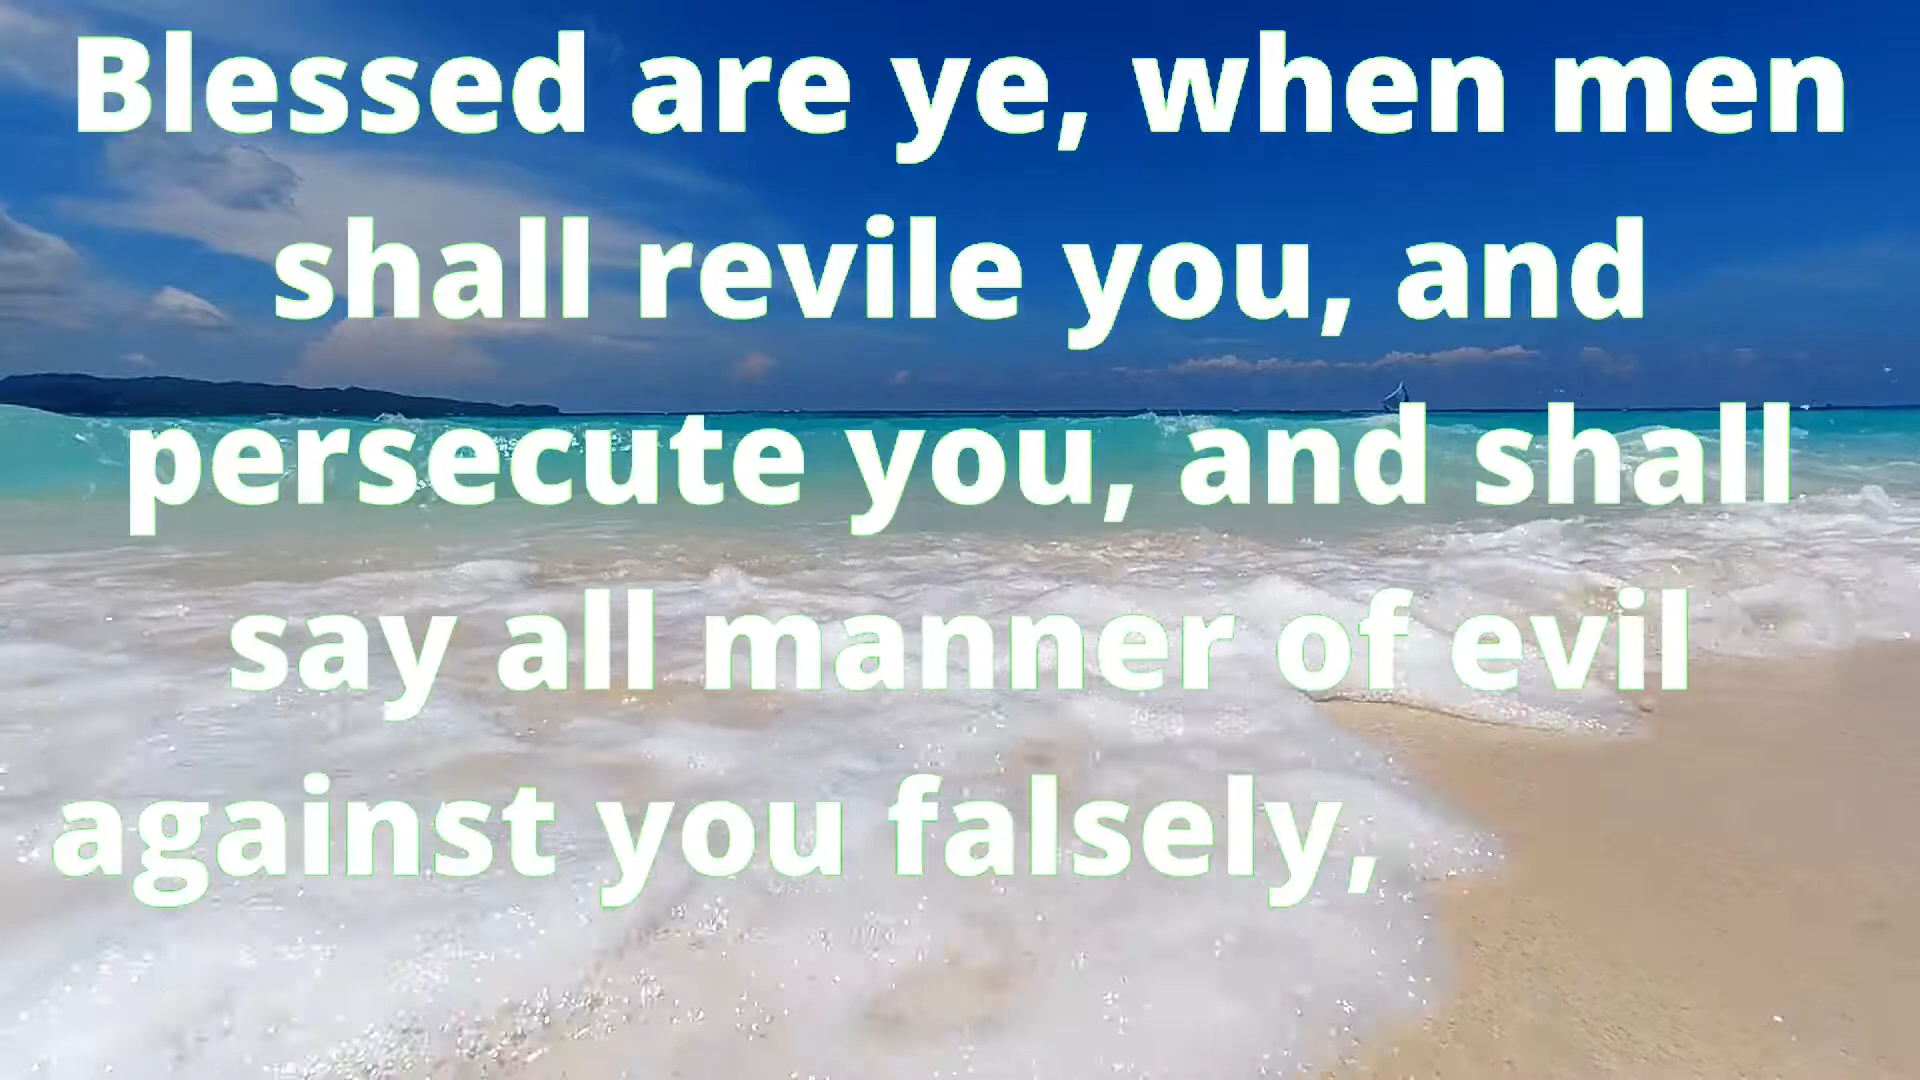 Blessed are ye, when men
shall revile you, and
persecute you, and shall
say all manner of evil
against you falsely,